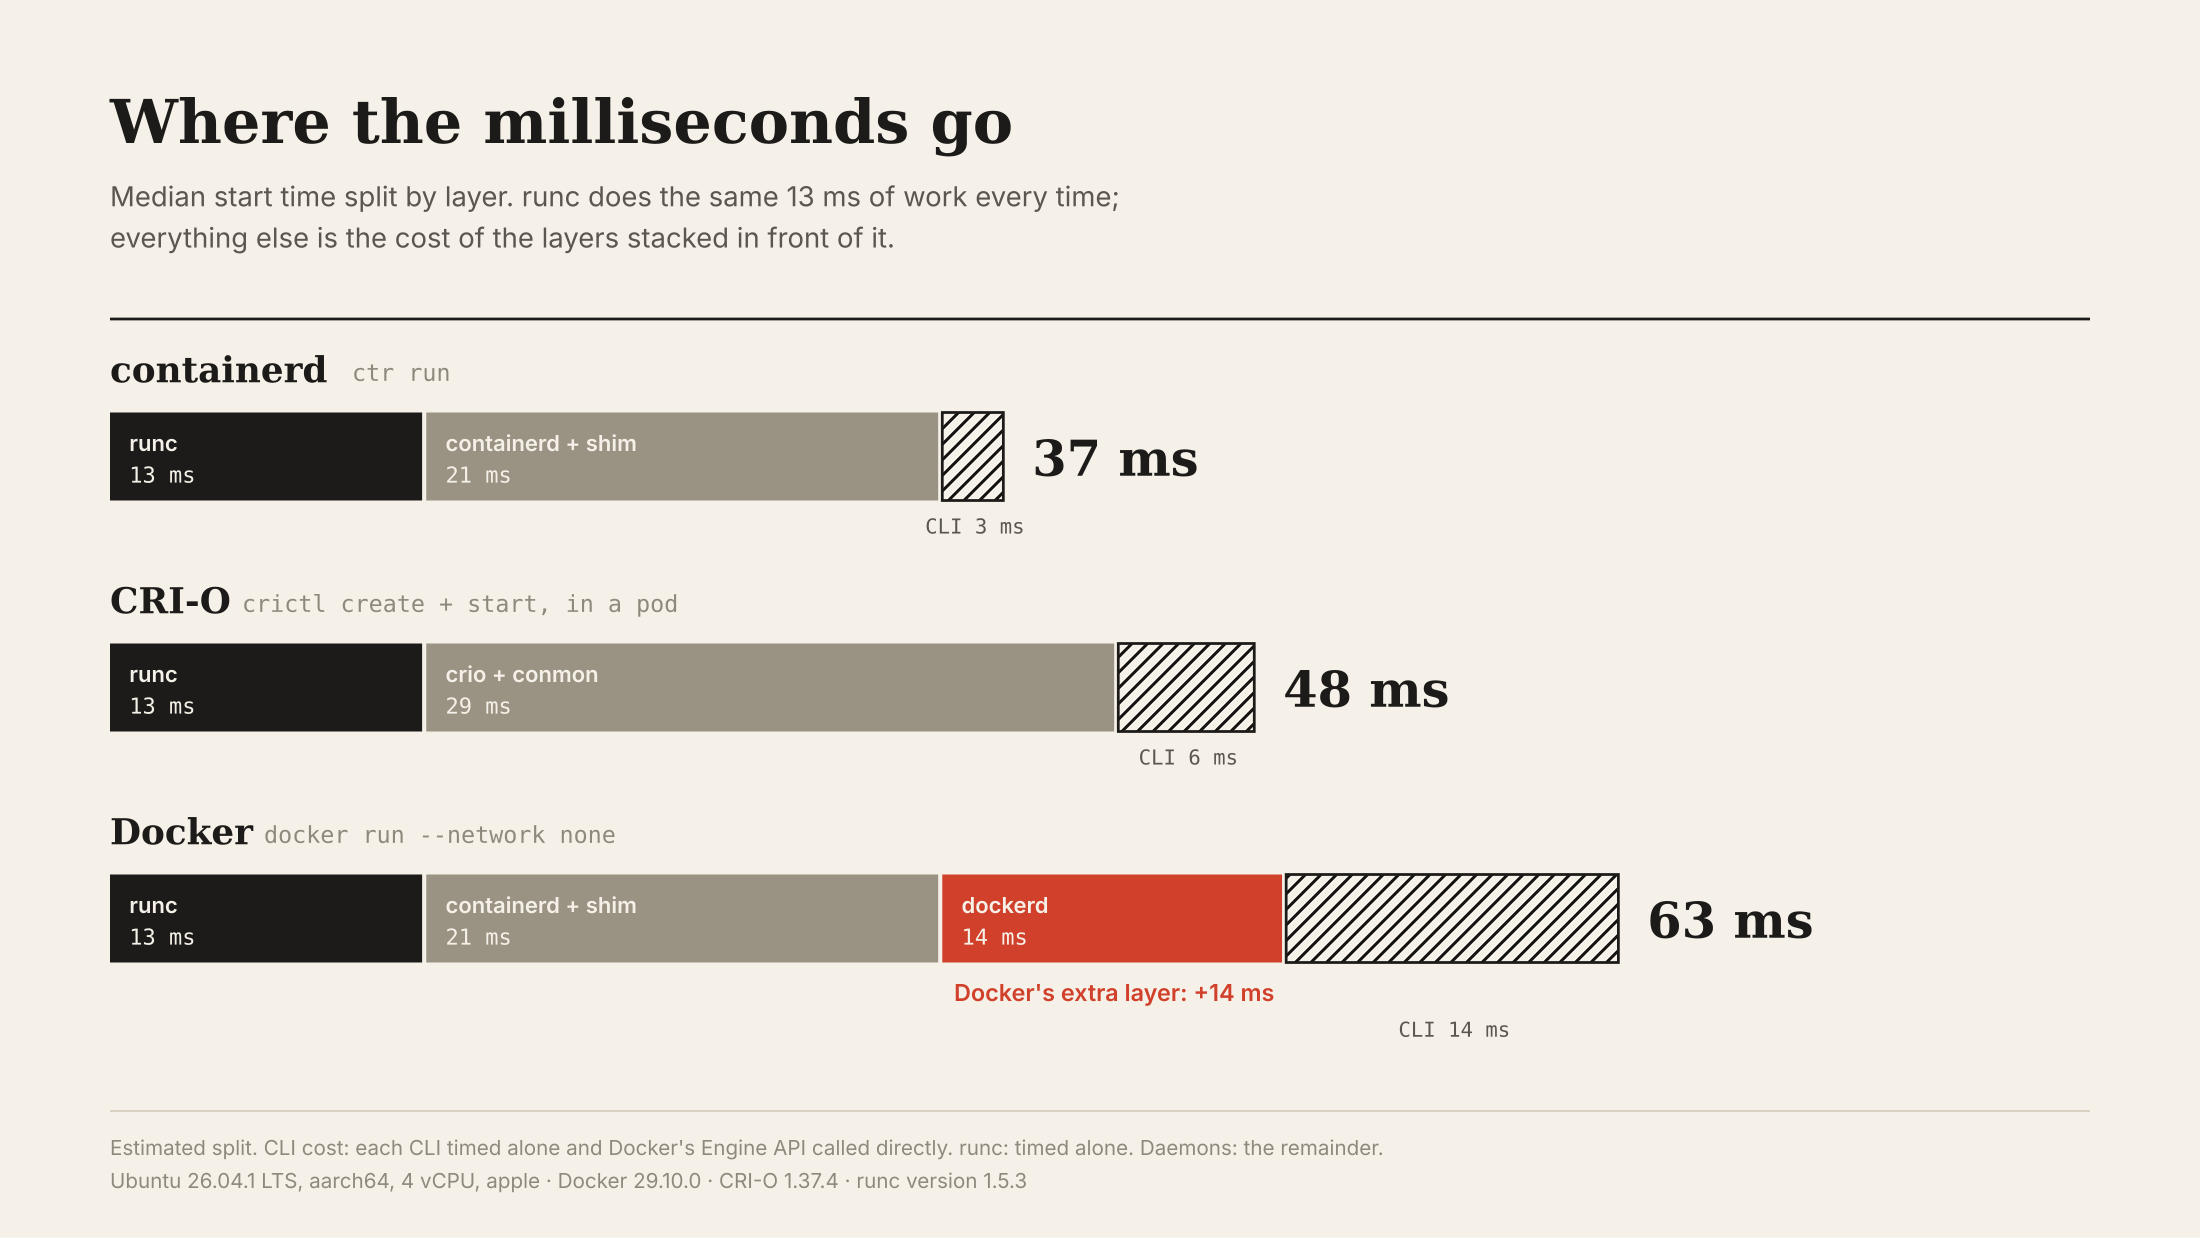 Where the milliseconds go
Median start time split by layer. runc does the same 13 ms of work every time;
everything else is the cost of the layers stacked in front of it.
containerd ctr run
runc
13 ms
containerd + shim
21 ms
37 ms
CLI 3 ms
CRI-O crictl create + start, in a pod
runc
13 ms
crio + conmon
29 ms
48 ms
CLI 6 ms
Docker docker run --network none
runc
13 ms
containerd + shim
21 ms
dockerd
14 ms
63 ms
Docker's extra layer: +14 ms
CLI 14 ms
Estimated split. CLI cost: each CLI timed alone and Docker's Engine API called directly. runc: timed alone. Daemons: the remainder.
Ubuntu 26.04.1 LTS, aarch64, 4 vCPU, apple · Docker 29.10.0 · CRI-O 1.37.4 · runc version 1.5.3